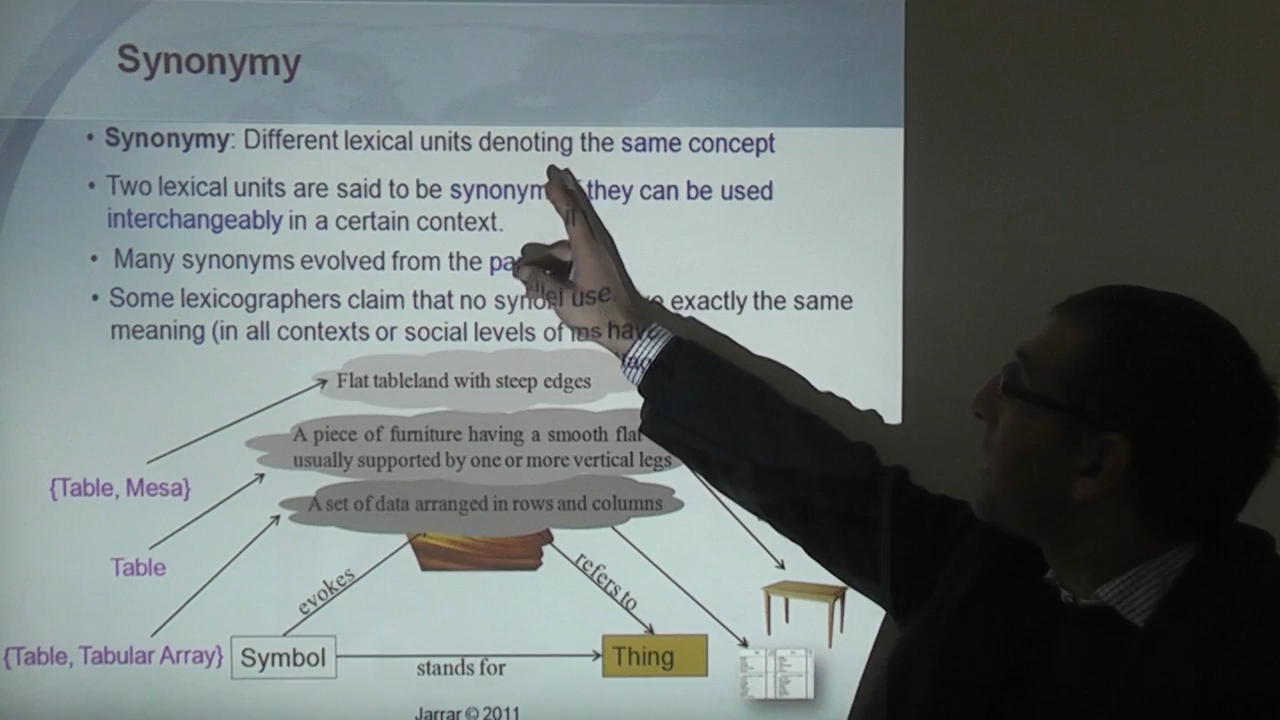 Synonymy
• Synonymy: Different lexical units denoting the same concept
• Two lexical units are said to be synonym they can be used
interchangeably in a certain context.
• Many synonyms evolved from the
• Some lexicographers claim that no exactly the same
meaning (in all contexts or social levels of
Flat tableland with steep edges
A piece of furniture having a smooth flat
usually supported by one or more vertical legs
{Table, Mesa}
A set of data arranged in rows and columns
Table
evokes
refers to
{Table, Tabular Array}
Symbol
stands for
Thing
Jarrar © 2011